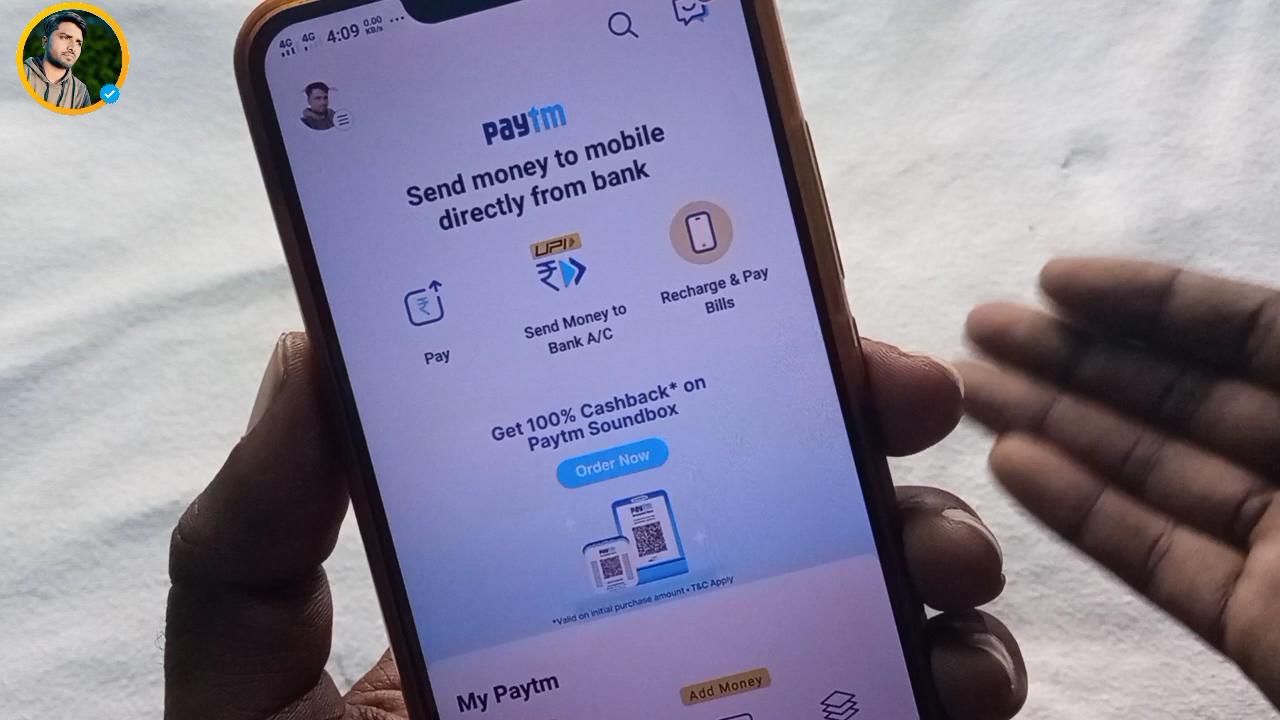 4G 4G 4:09 0.00 KB/s ...
paytm
Send money to mobile
directly from bank
UPI
Pay
Send Money to
Bank A/C
Recharge & Pay
Bills
Get 100% Cashback* on
Paytm Soundbox
Order Now
paytm
paytm
*Valid on initial purchase amount • T&C Apply
My Paytm
Add Money